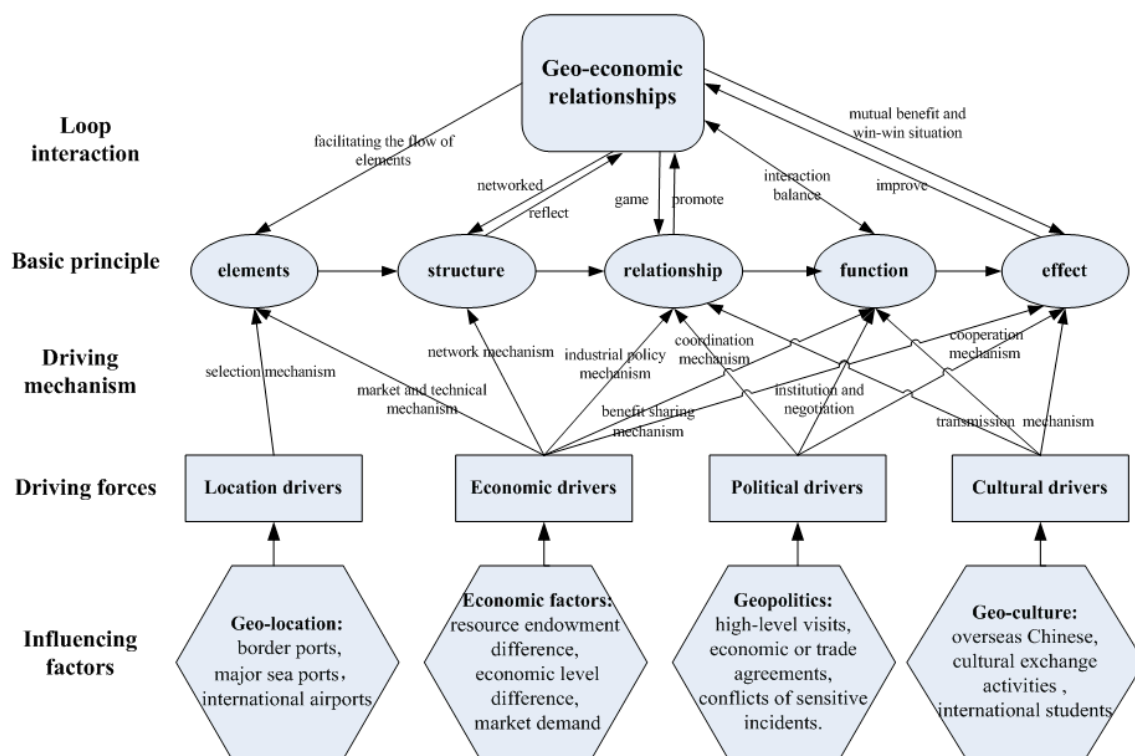 Geo-economic
relationships
Loop
interaction
facilitating the flow of
elements
networked
reflect
game
promote
interaction
balance
mutual benefit and
win-win situation
improve
Basic principle
elements
structure
relationship
function
effect
Driving
mechanism
selection mechanism
market and technical
mechanism
network mechanism
industrial policy
mechanism
coordination
mechanism
benefit sharing
mechanism
institution and
negotiation
cooperation
mechanism
transmission mechanism
Driving forces
Location drivers
Economic drivers
Political drivers
Cultural drivers
Influencing
factors
Geo-location:
border ports,
major sea ports，
international airports
Economic factors:
resource endowment
difference,
economic level
difference,
market demand
Geopolitics:
high-level visits,
economic or trade
agreements,
conflicts of sensitive
incidents.
Geo-culture:
overseas Chinese,
cultural exchange
activities ,
international students